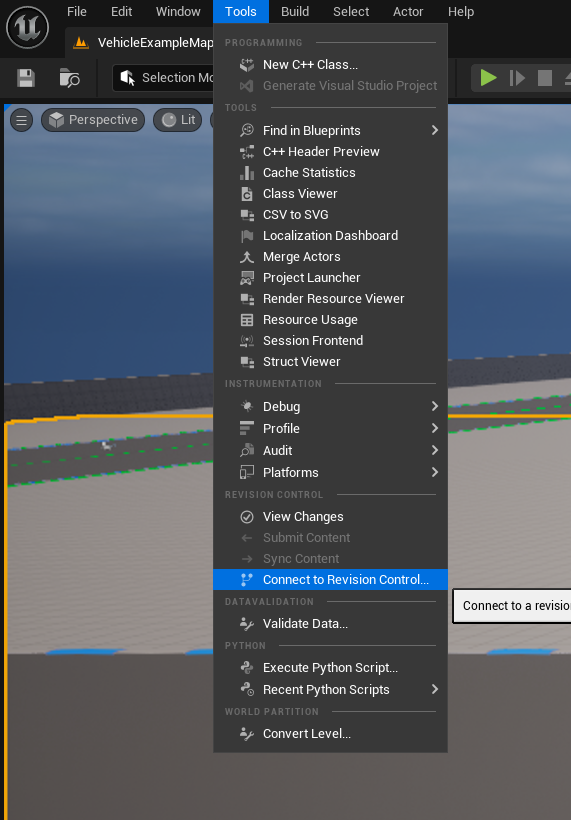 File Edit Window Tools Build Select Actor Help
VehicleExampleMap
Selection Mo
Perspective Lit
PROGRAMMING
New C++ Class...
Generate Visual Studio Project
TOOLS
Find in Blueprints
C++ Header Preview
Cache Statistics
Class Viewer
CSV to SVG
Localization Dashboard
Merge Actors
Project Launcher
Render Resource Viewer
Resource Usage
Session Frontend
Struct Viewer
INSTRUMENTATION
Debug
Profile
Audit
Platforms
REVISION CONTROL
View Changes
Submit Content
Sync Content
Connect to Revision Control...
Connect to a revisio
DATAVALIDATION
Validate Data...
PYTHON
Execute Python Script...
Recent Python Scripts
WORLD PARTITION
Convert Level...